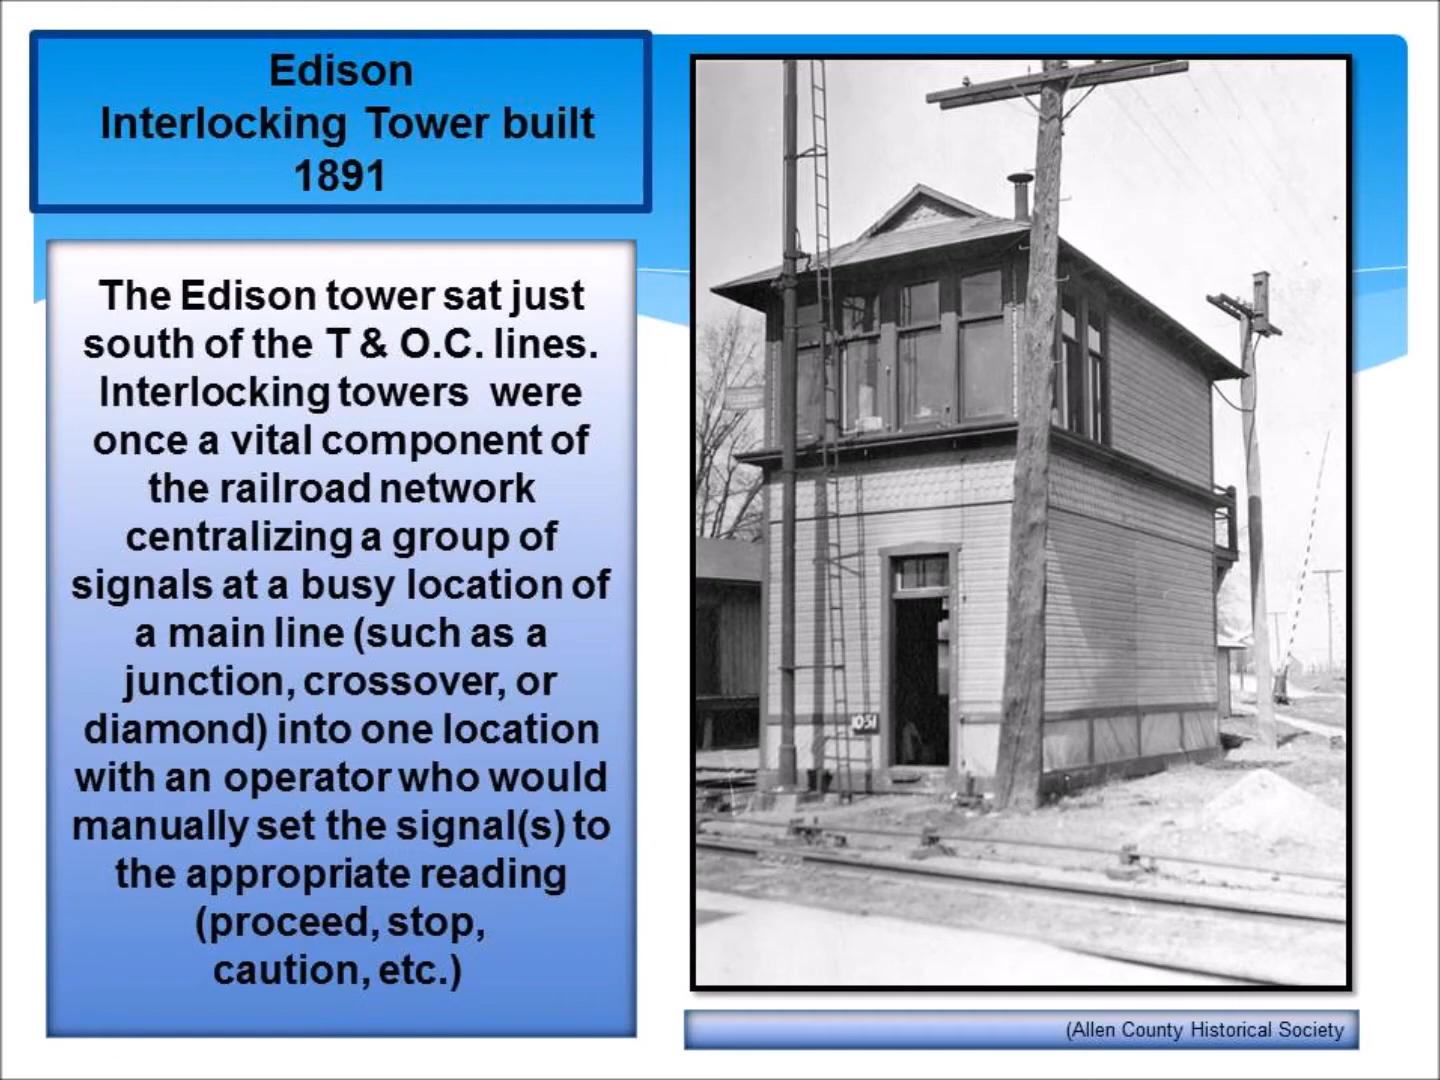 Edison
Interlocking Tower built
1891
The Edison tower sat just
south of the T & O.C. lines.
Interlocking towers were
once a vital component of
the railroad network
centralizing a group of
signals at a busy location of
a main line (such as a
junction, crossover, or
diamond) into one location
with an operator who would
manually set the signal(s) to
the appropriate reading
(proceed, stop,
caution, etc.)
1031
(Allen County Historical Society